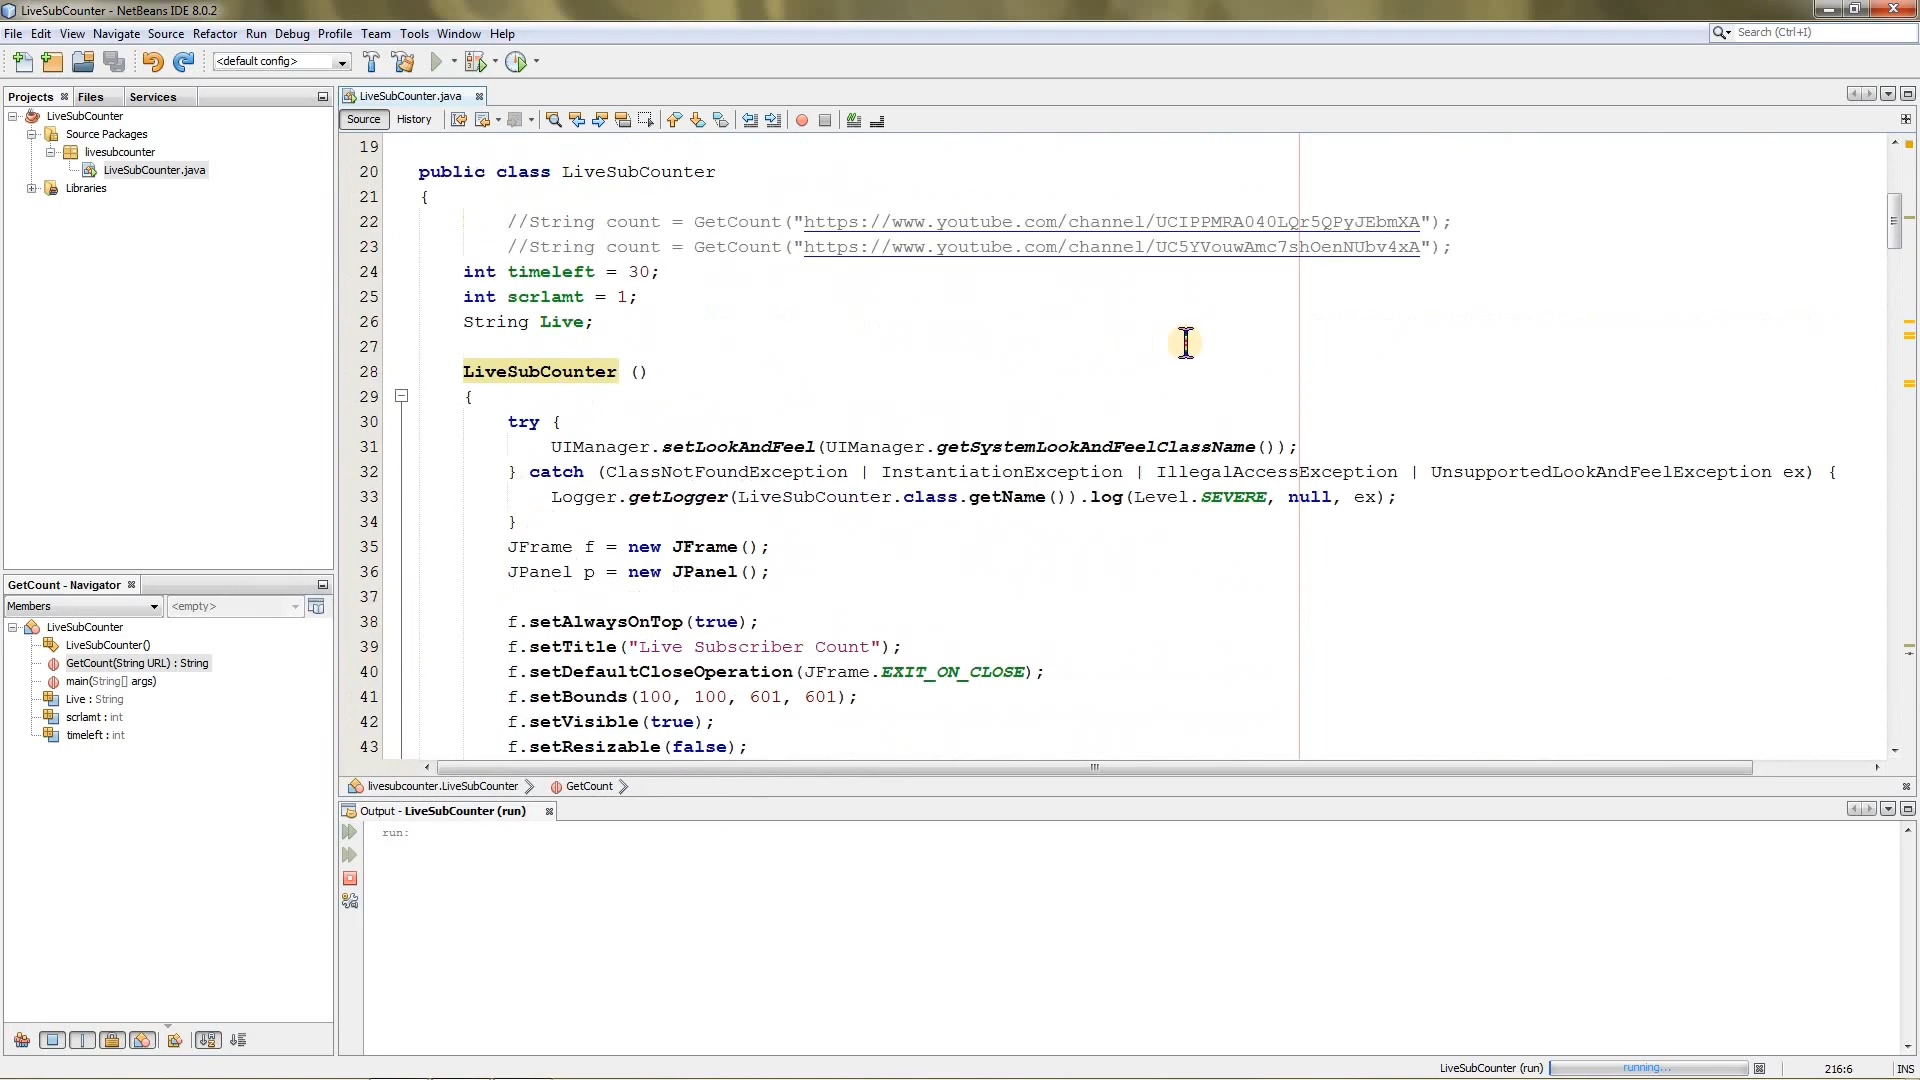 LiveSubCounter - NetBeans IDE 8.0.2
File Edit View Navigate Source Refactor Run Debug Profile Team Tools Window Help
Search (Ctrl+I)
<default config>
Projects Files Services
LiveSubCounter
Source Packages
livesubcounter
LiveSubCounter.java
Libraries
LiveSubCounter.java
Source History
19
20 public class LiveSubCounter
21 {
22 //String count = GetCount("https://www.youtube.com/channel/UCIPPMRA040LQr5QPyJEbmXA");
23 //String count = GetCount("https://www.youtube.com/channel/UC5YVouwAmc7shOenNUbv4xA");
24 int timeleft = 30;
25 int scrlamt = 1;
26 String Live;
27
28 LiveSubCounter ()
29 {
30 try {
31 UIManager.setLookAndFeel(UIManager.getSystemLookAndFeelClassName());
32 } catch (ClassNotFoundException | InstantiationException | IllegalAccessException | UnsupportedLookAndFeelException ex) {
33 Logger.getLogger(LiveSubCounter.class.getName()).log(Level.SEVERE, null, ex);
34 }
35 JFrame f = new JFrame();
36 JPanel p = new JPanel();
37
38 f.setAlwaysOnTop(true);
39 f.setTitle("Live Subscriber Count");
40 f.setDefaultCloseOperation(JFrame.EXIT_ON_CLOSE);
41 f.setBounds(100, 100, 601, 601);
42 f.setVisible(true);
43 f.setResizable(false);
GetCount - Navigator
Members <empty>
LiveSubCounter
LiveSubCounter()
GetCount(String URL) : String
main(String[] args)
Live : String
scrlamt : int
timeleft : int
livesubcounter.LiveSubCounter GetCount
Output - LiveSubCounter (run)
run:
LiveSubCounter (run) running... 216:6 INS